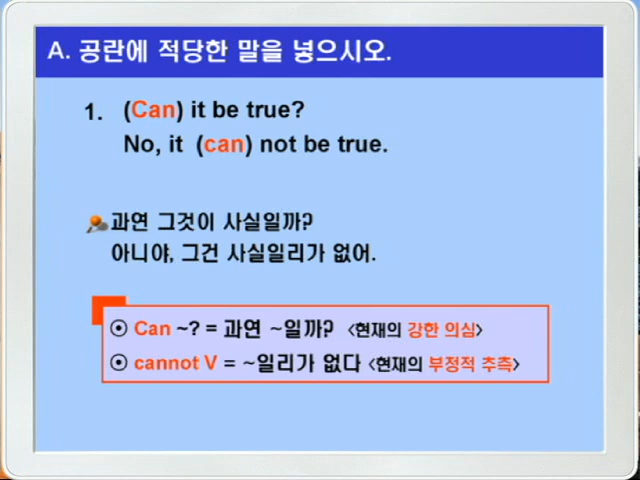 A. 공란에 적당한 말을 넣으시오.
1. (Can) it be true?
No, it (can) not be true.
과연 그것이 사실일까?
아니야, 그건 사실일리가 없어.
⊙ Can ~? = 과연 ~일까? <현재의 강한 의심>
⊙ cannot V = ~일리가 없다 <현재의 부정적 추측>